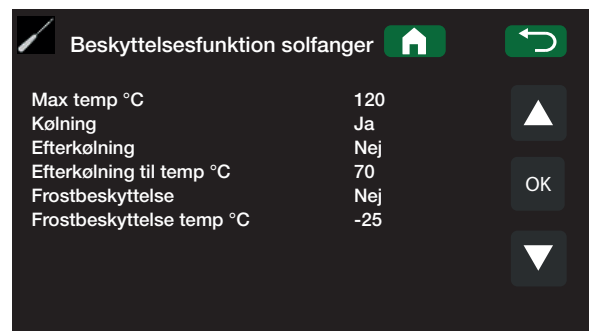 Beskyttelsesfunktion solfanger
Max temp °C 120
Kølning Ja
Efterkølning Nej
Efterkølning til temp °C 70
OK
Frostbeskyttelse Nej
Frostbeskyttelse temp °C -25